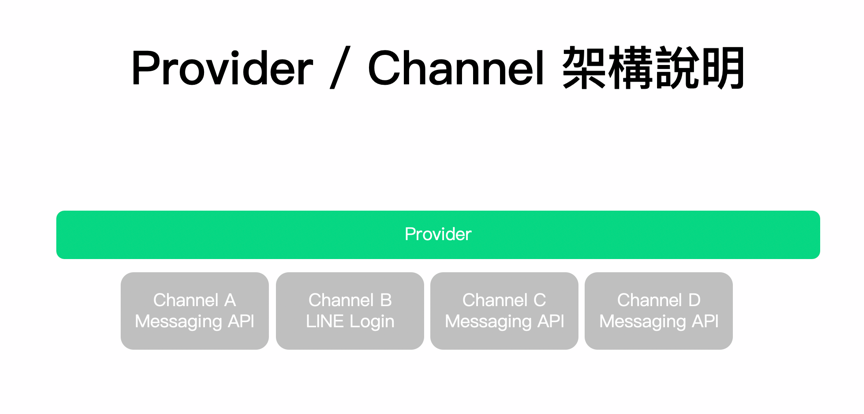 Provider / Channel 架構說明
Provider
Channel A
Messaging API
Channel B
LINE Login
Channel C
Messaging API
Channel D
Messaging API